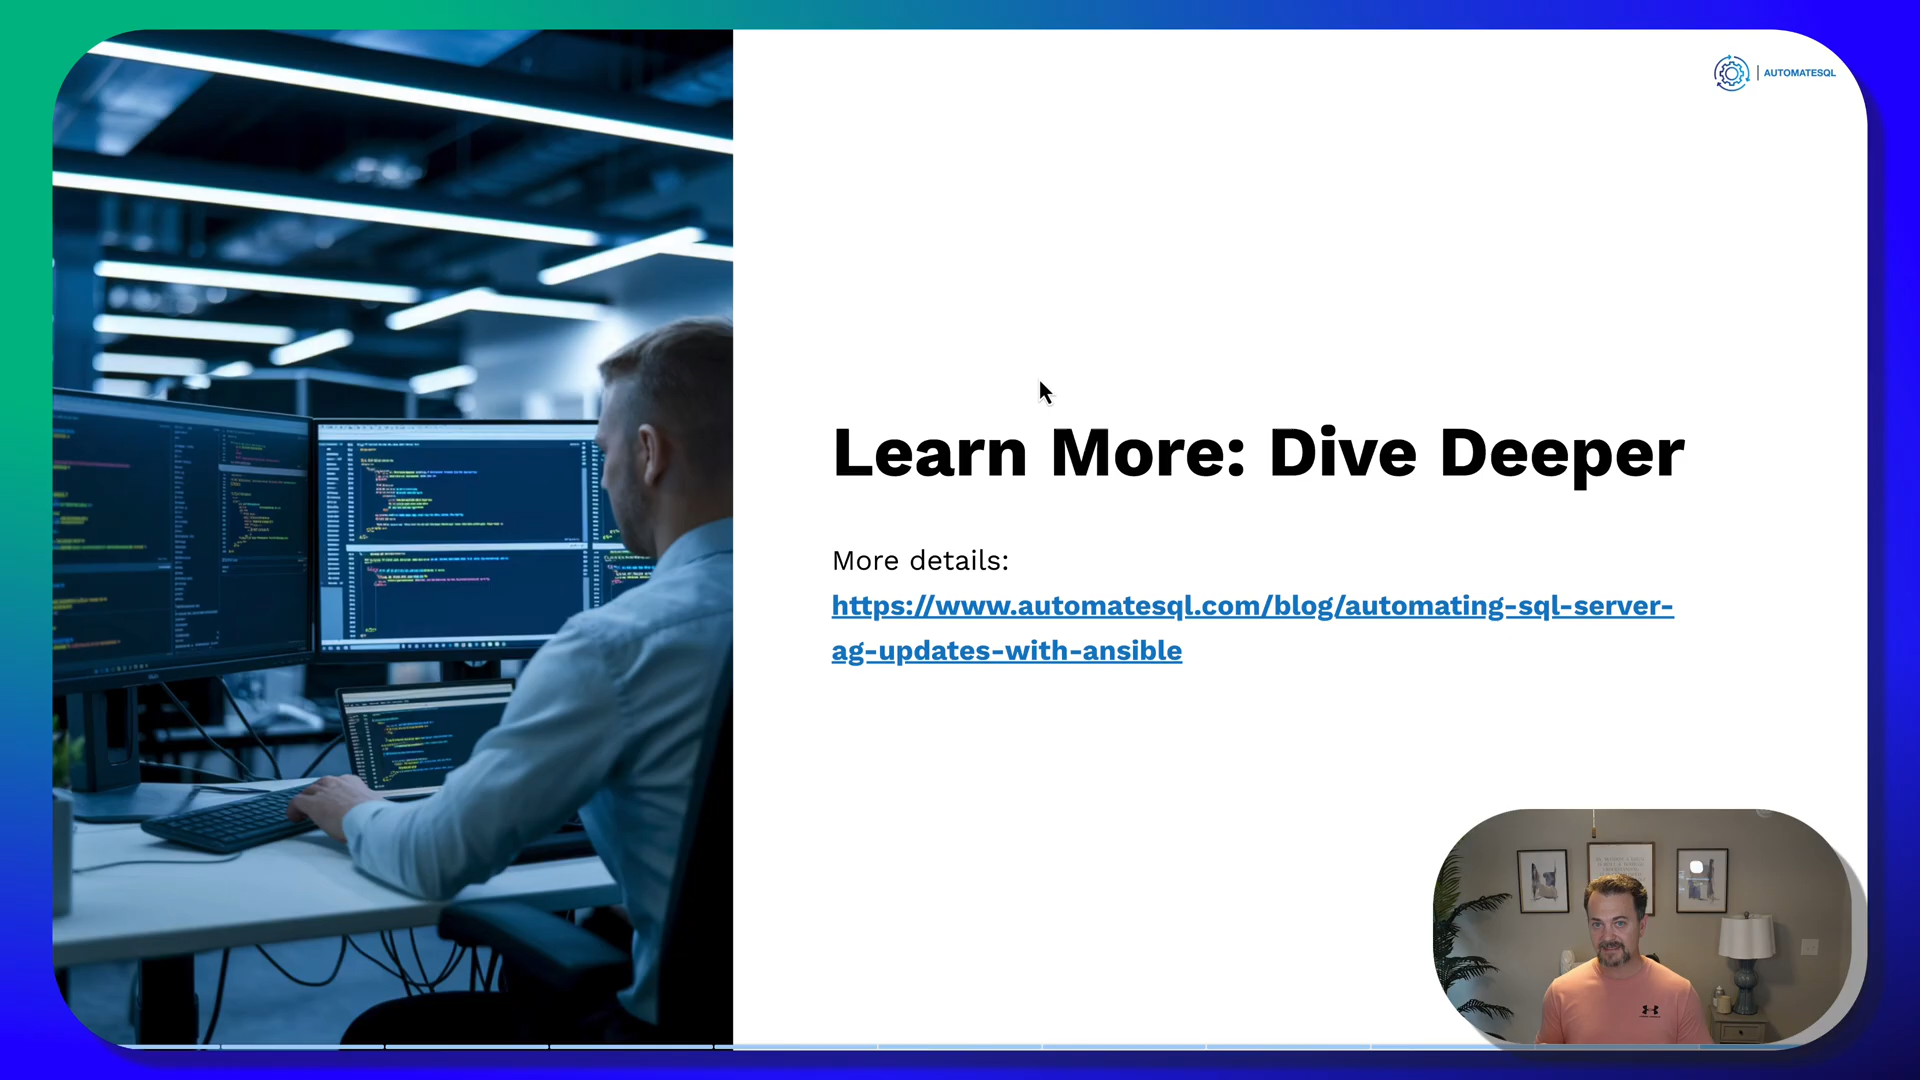 AUTOMATESQL
Learn More: Dive Deeper
More details:
https://www.automatesql.com/blog/automating-sql-server-
ag-updates-with-ansible